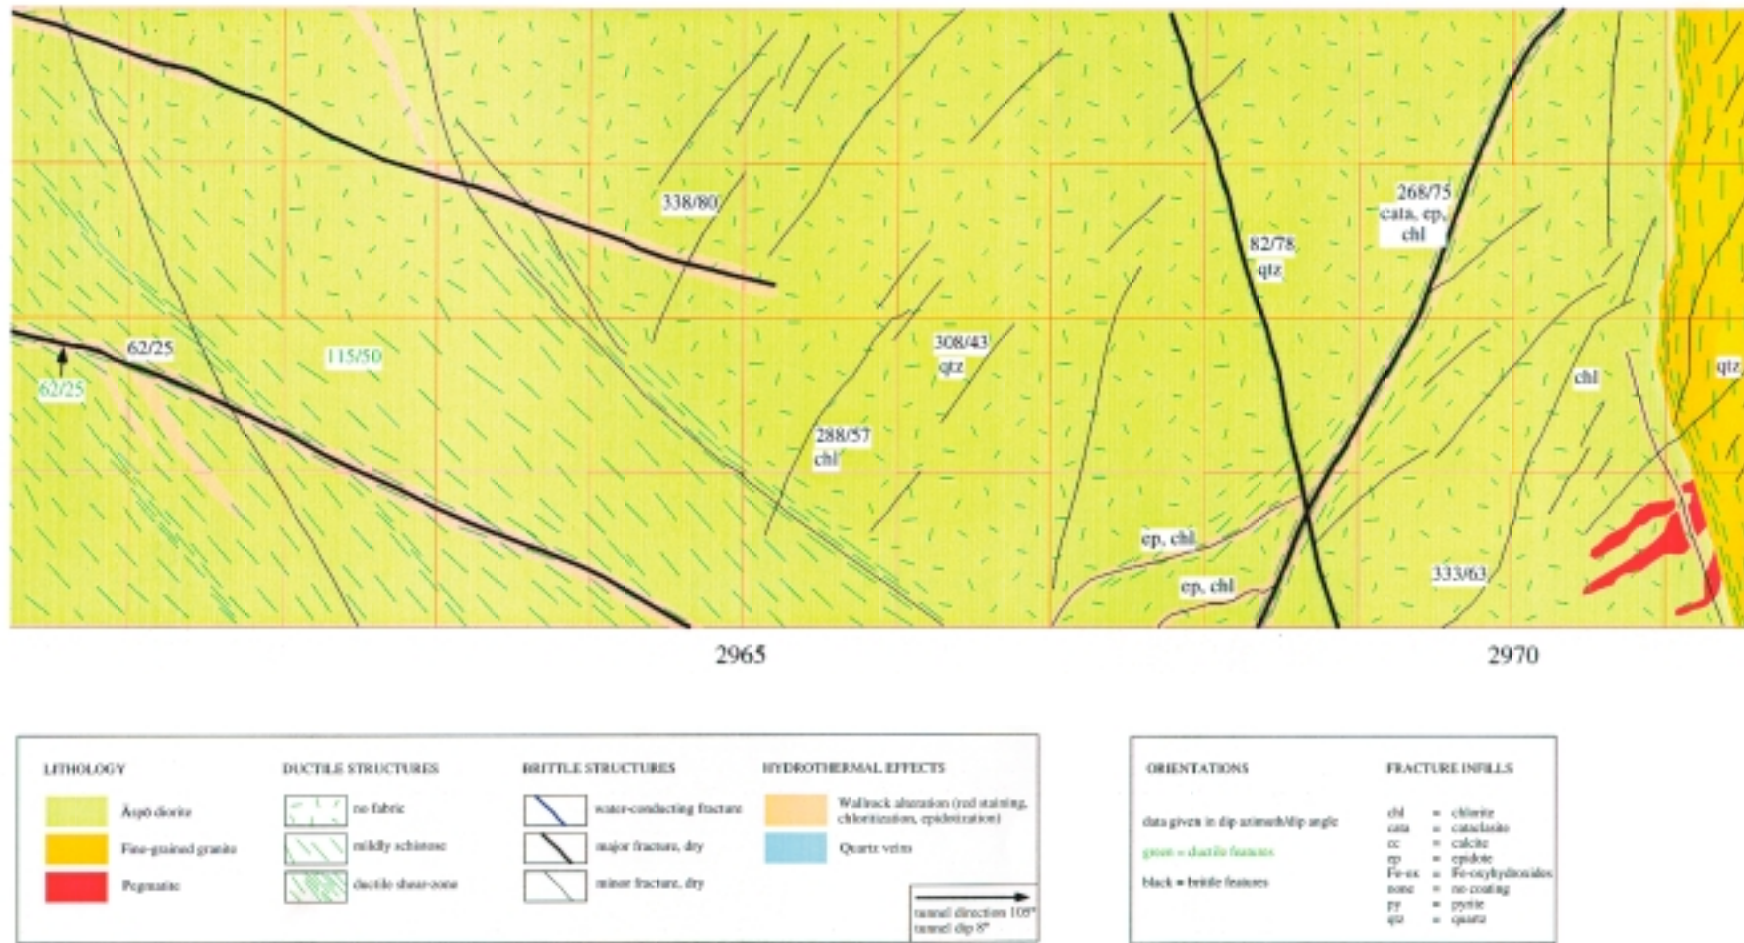 338/80
268/75
cata, ep,
chl
82/78
qtz
62/25
115/50
62/25
308/43
qtz
chl
qtz
288/57
chl
ep, chl
ep, chl
333/63
2965
2970
LITHOLOGY
Äspö diorite
Fine-grained granite
Pegmatite
DUCTILE STRUCTURES
no fabric
mildly schistose
ductile shear-zone
BRITTLE STRUCTURES
water-conducting fracture
major fracture, dry
minor fracture, dry
HYDROTHERMAL EFFECTS
Wallrock alteration (red staining,
chloritization, epidotization)
Quartz veins
tunnel direction 105°
tunnel dip 8°
ORIENTATIONS
data given in dip azimuth/dip angle
green = ductile features
black = brittle features
FRACTURE INFILLS
chl = chlorite
cata = cataclasite
cc = calcite
ep = epidote
Fe-ox = Fe-oxyhydroxides
none = no coating
py = pyrite
qtz = quartz